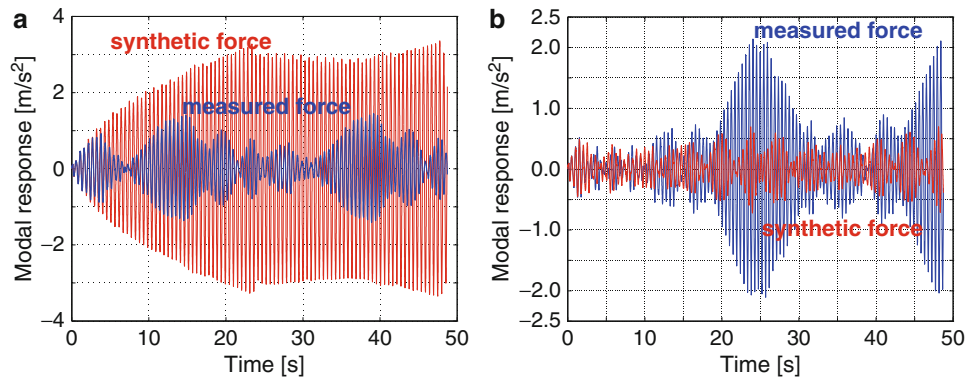 a
synthetic force
measured force
Modal response [m/s²]
4
2
0
−2
−4
0 10 20 30 40 50
Time [s]
b
measured force
synthetic force
Modal response [m/s²]
2.5
2.0
1.0
0.0
−1.0
−2.0
2.5
0 10 20 30 40 50
Time [s]